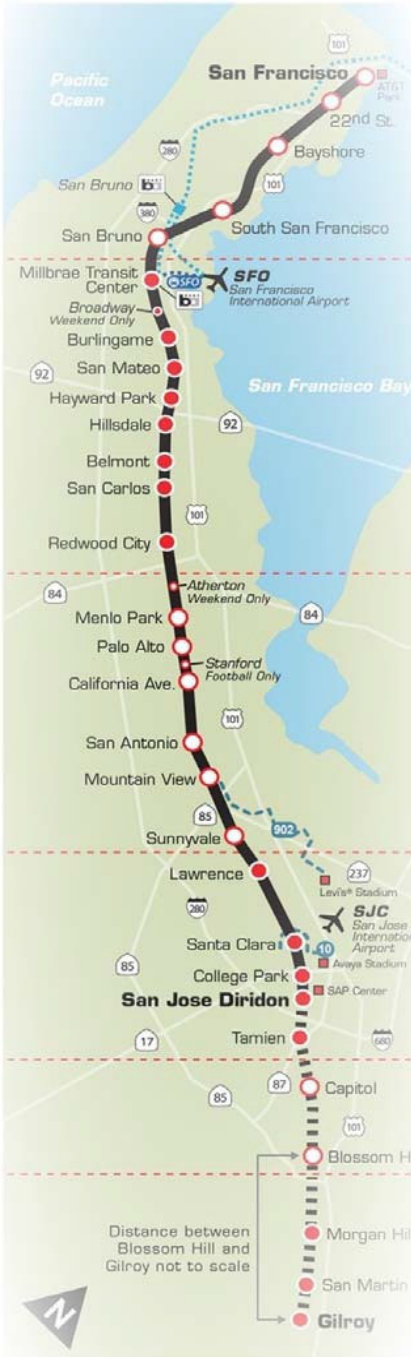 101
San Francisco
Pacific
Ocean
AT&T
Park
22nd St.
280
Bayshore
San Bruno
ba
101
380
South San Francisco
San Bruno
Millbrae Transit
Center
SFO
ba
SFO
San Francisco
International Airport
Broadway
Weekend Only
Burlingame
San Mateo
92
San Francisco Bay
Hayward Park
Hillsdale
92
Belmont
San Carlos
101
Redwood City
84
Atherton
Weekend Only
84
Menlo Park
Palo Alto
Stanford
Football Only
California Ave.
101
San Antonio
Mountain View
85
902
Sunnyvale
Lawrence
237
Levi's® Stadium
280
SJC
San Jose
Internatio
Airport
Santa Clara
10
Avaya Stadium
85
College Park
SAP Center
San Jose Diridon
Tamien
17
680
87
Capitol
85
101
Blossom H
Distance between
Blossom Hill and
Gilroy not to scale
Morgan Hil
San Martin
Gilroy
N